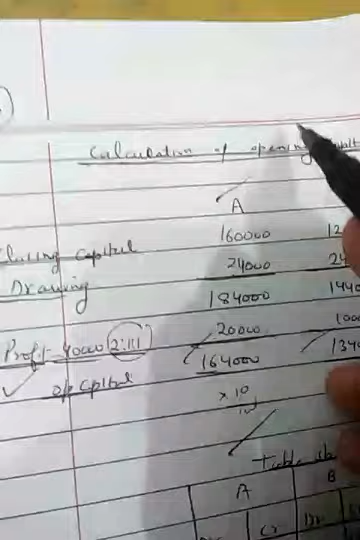 Calculation of opening
A
Closing Capital 160000 12
Drawing 24000 24
184000 1440
20000 1000
Profit 40000 2:1:1
164000 1340
op Capital
× 10
Table
A B
Cr Dr